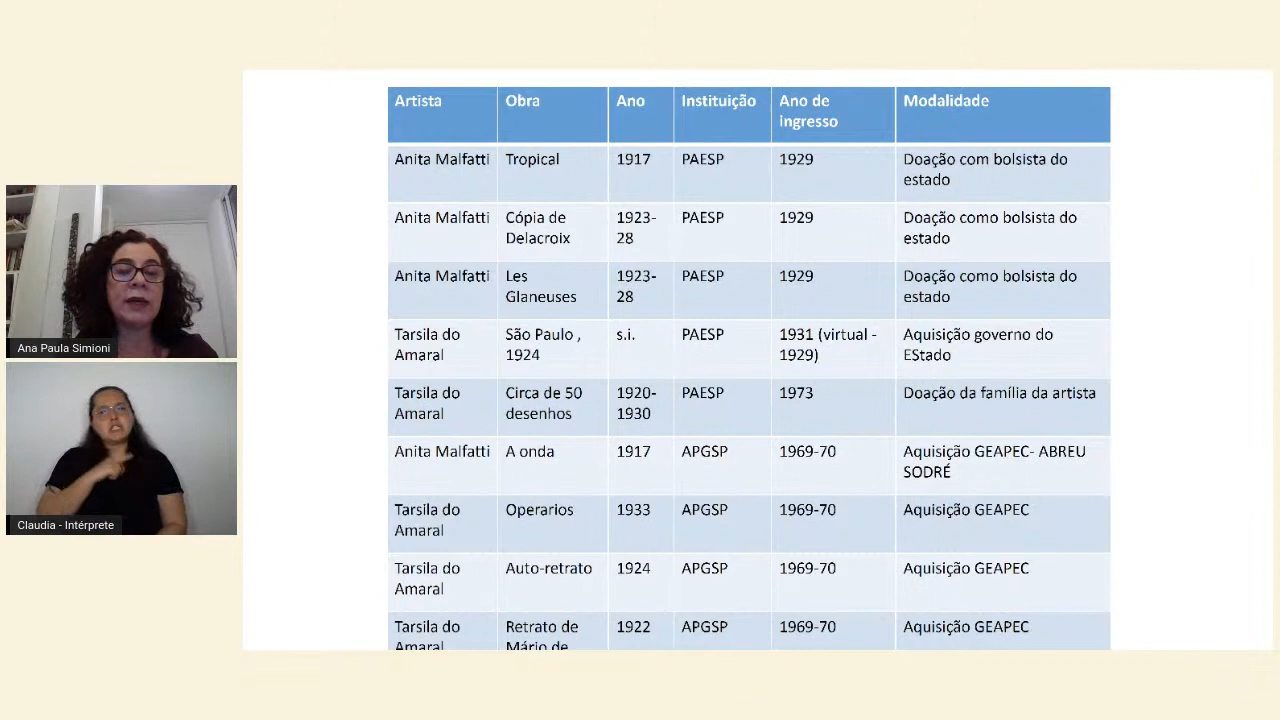 Artista Obra Ano Instituição Ano de
ingresso Modalidade
Anita Malfatti Tropical 1917 PAESP 1929 Doação com bolsista do
estado
Anita Malfatti Cópia de 1923- PAESP 1929 Doação como bolsista do
Delacroix 28 estado
Anita Malfatti Les 1923- PAESP 1929 Doação como bolsista do
Glaneuses 28 estado
Tarsila do São Paulo , s.i. PAESP 1931 (virtual - Aquisição governo do
Amaral 1924 1929) EStado
Tarsila do Circa de 50 1920- PAESP 1973 Doação da família da artista
Amaral desenhos 1930
Anita Malfatti A onda 1917 APGSP 1969-70 Aquisição GEAPEC- ABREU
SODRÉ
Tarsila do Operarios 1933 APGSP 1969-70 Aquisição GEAPEC
Amaral
Tarsila do Auto-retrato 1924 APGSP 1969-70 Aquisição GEAPEC
Amaral
Tarsila do Retrato de 1922 APGSP 1969-70 Aquisição GEAPEC
Amaral Mário de
Ana Paula Simioni
Claudia - Intérprete